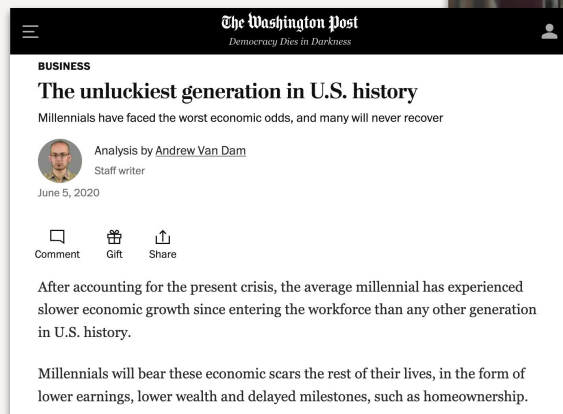 The Washington Post
Democracy Dies in Darkness
BUSINESS
The unluckiest generation in U.S. history
Millennials have faced the worst economic odds, and many will never recover
Analysis by Andrew Van Dam
Staff writer
June 5, 2020
Comment Gift Share
After accounting for the present crisis, the average millennial has experienced
slower economic growth since entering the workforce than any other generation
in U.S. history.
Millennials will bear these economic scars the rest of their lives, in the form of
lower earnings, lower wealth and delayed milestones, such as homeownership.